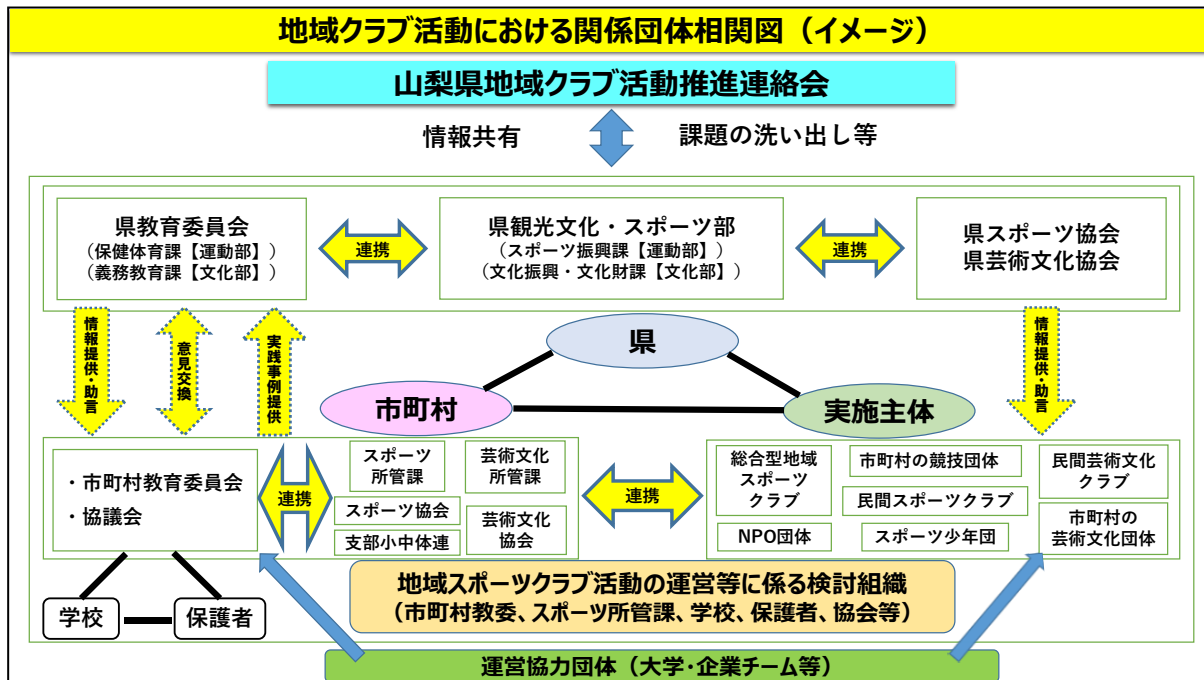 地域クラブ活動における関係団体相関図（イメージ）
山梨県地域クラブ活動推進連絡会
情報共有
課題の洗い出し等
県教育委員会
（保健体育課【運動部】）
（義務教育課【文化部】）
連携
県観光文化・スポーツ部
（スポーツ振興課【運動部】）
（文化振興・文化財課【文化部】）
連携
県スポーツ協会
県芸術文化協会
情報提供・助言
意見交換
実践事例提供
情報提供・助言
県
市町村
実施主体
・市町村教育委員会
・協議会
連携
スポーツ
所管課
芸術文化
所管課
スポーツ協会
支部小中体連
芸術文化
協会
連携
総合型地域
スポーツ
クラブ
市町村の競技団体
民間芸術文化
クラブ
民間スポーツクラブ
NPO団体
スポーツ少年団
市町村の
芸術文化団体
学校
保護者
地域スポーツクラブ活動の運営等に係る検討組織
（市町村教委、スポーツ所管課、学校、保護者、協会等）
運営協力団体（大学・企業チーム等）